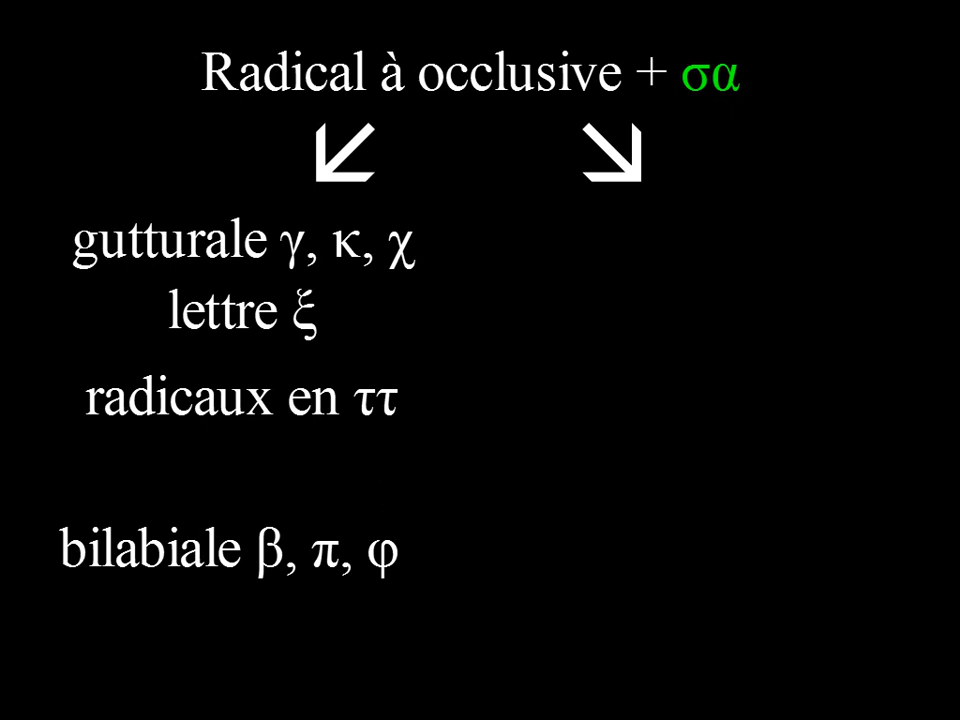 Radical à occlusive + σα
gutturale γ, κ, χ
lettre ξ
radicaux en ττ
bilabiale β, π, φ